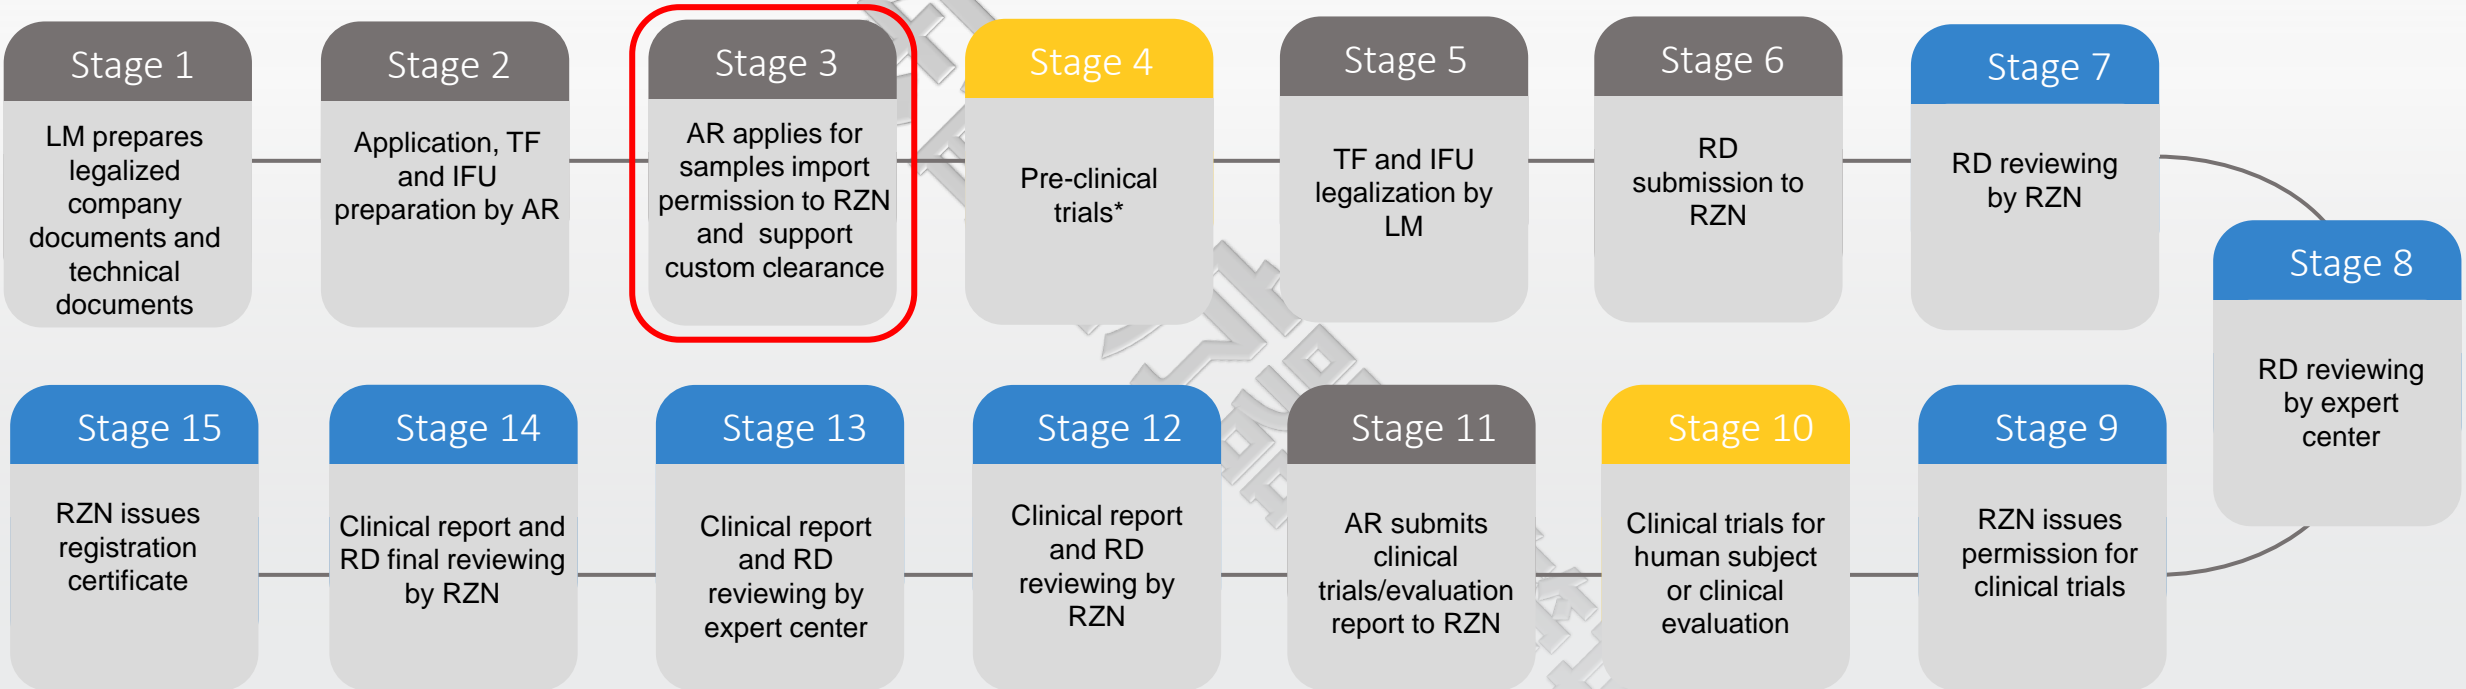 Stage 1
LM prepares
legalized
company
documents and
technical
documents
Stage 2
Application, TF
and IFU
preparation by AR
Stage 3
AR applies for
samples import
permission to RZN
and support
custom clearance
Stage 4
Pre-clinical
trials*
Stage 5
TF and IFU
legalization by
LM
Stage 6
RD
submission to
RZN
Stage 7
RD reviewing
by RZN
Stage 8
RD reviewing
by expert
center
Stage 9
RZN issues
permission for
clinical trials
Stage 10
Clinical trials for
human subject
or clinical
evaluation
Stage 11
AR submits
clinical
trials/evaluation
report to RZN
Stage 12
Clinical report
and RD
reviewing by
RZN
Stage 13
Clinical report
and RD
reviewing by
expert center
Stage 14
Clinical report and
RD final reviewing
by RZN
Stage 15
RZN issues
registration
certificate